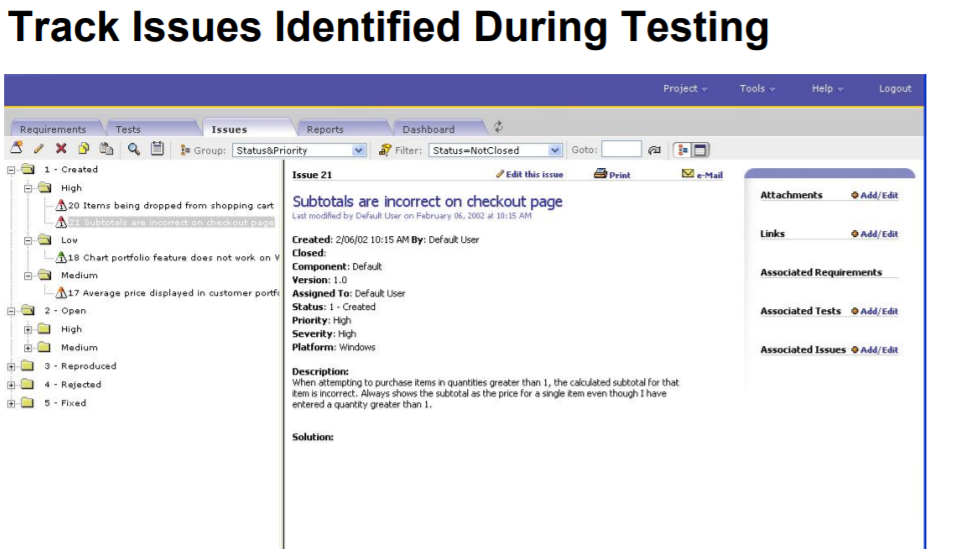 Track Issues Identified During Testing
Project Tools Help Logout
Requirements Tests Issues Reports Dashboard
Group: Status&Priority Filter: Status=NotClosed Goto:
1 - Created
High
20 Items being dropped from shopping cart
21 Subtotals are incorrect on checkout page
Low
18 Chart portfolio feature does not work on
Medium
17 Average price displayed in customer portfo
2 - Open
High
Medium
3 - Reproduced
4 - Rejected
5 - Fixed
Issue 21 Edit this issue Print e-Mail
Subtotals are incorrect on checkout page
Last modified by Default User on February 06, 2002 at 10:15 AM
Created: 2/06/02 10:15 AM By: Default User
Closed:
Component: Default
Version: 1.0
Assigned To: Default User
Status: 1 - Created
Priority: High
Severity: High
Platform: Windows
Description:
When attempting to purchase items in quantities greater than 1, the calculated subtotal for that
item is incorrect. Always shows the subtotal as the price for a single item even though I have
entered a quantity greater than 1.
Solution:
Attachments Add/Edit
Links Add/Edit
Associated Requirements
Associated Tests Add/Edit
Associated Issues Add/Edit